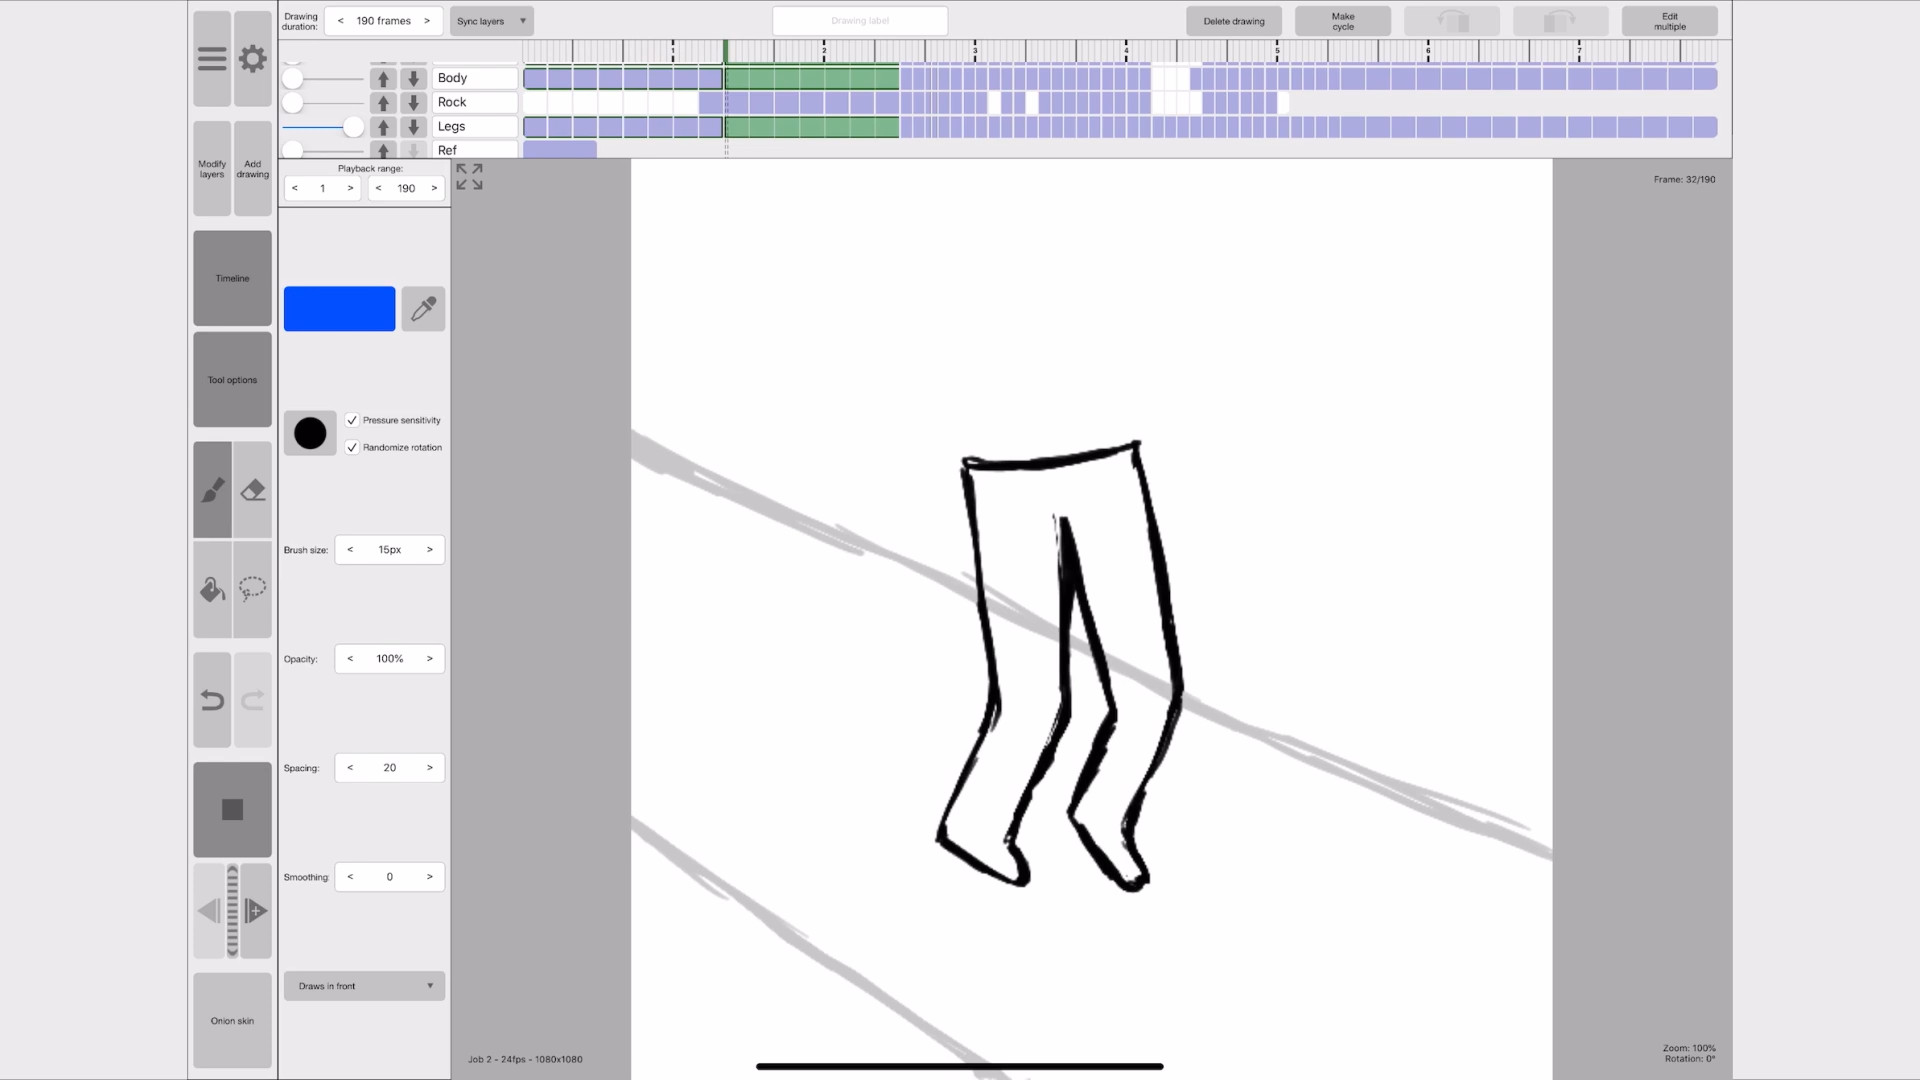 Drawing
duration:
< 190 frames >
Sync layers ▼
Drawing label
Delete drawing
Make
cycle
Edit
multiple
1 2 3 4 5 6 7
Body
Rock
Legs
Ref
Modify
layers
Add
drawing
Playback range:
< 1 > < 190 >
Frame: 32/190
Timeline
Tool options
Pressure sensitivity
Randomize rotation
Brush size: < 15px >
Opacity: < 100% >
Spacing: < 20 >
Smoothing: < 0 >
Draws in front ▼
Onion skin
Job 2 - 24fps - 1080x1080
Zoom: 100%
Rotation: 0°